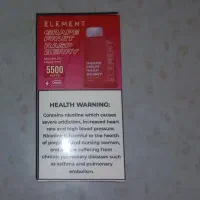 ELEMENT
GRAPE
FRUIT
RASP
BERRY
5500
HEALTH WARNING:
Contains nicotine which causes
severe addiction, increased heart
rate and high blood pressure.
Nicotine is harmful to the health
of pregnant and nursing women,
and people suffering from
chronic pulmonary diseases such
as asthma and pulmonary
embolism.